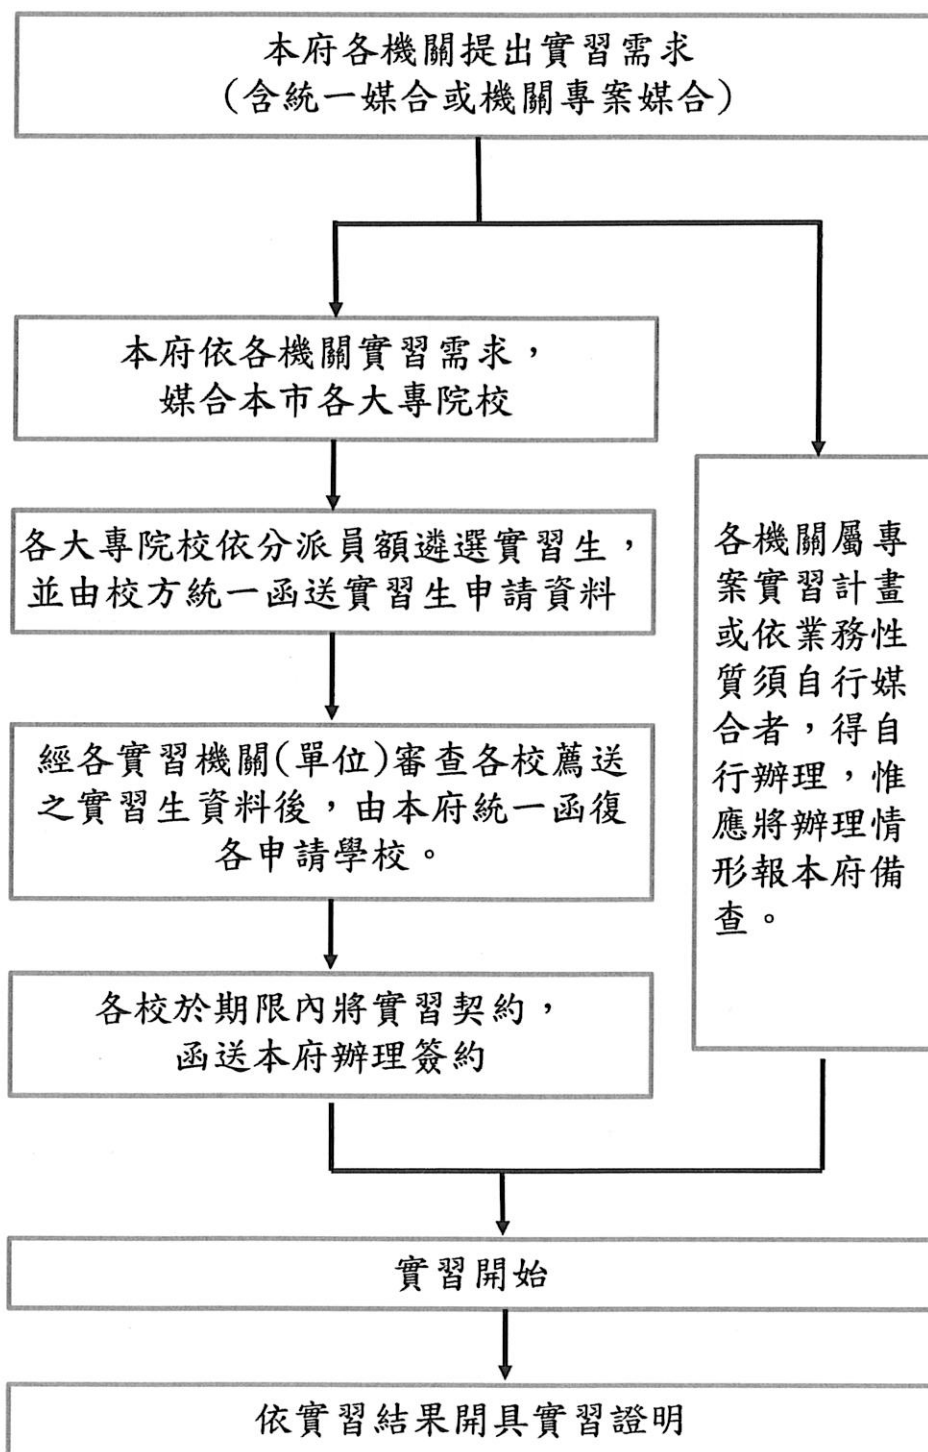 本府各機關提出實習需求
(含統一媒合或機關專案媒合)
本府依各機關實習需求，
媒合本市各大專院校
各大專院校依分派員額遴選實習生，
並由校方統一函送實習生申請資料
經各實習機關(單位)審查各校薦送
之實習生資料後，由本府統一函復
各申請學校。
各校於期限內將實習契約，
函送本府辦理簽約
各機關屬專
案實習計畫
或依業務性
質須自行媒
合者，得自
行辦理，惟
應將辦理情
形報本府備
查。
實習開始
依實習結果開具實習證明